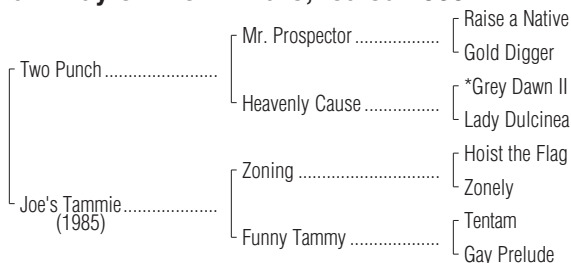 Raise a Native
Mr. Prospector
Gold Digger
Two Punch
*Grey Dawn II
Heavenly Cause
Lady Dulcinea
Hoist the Flag
Zoning
Zonely
Joe's Tammie
(1985)
Tentam
Funny Tammy
Gay Prelude